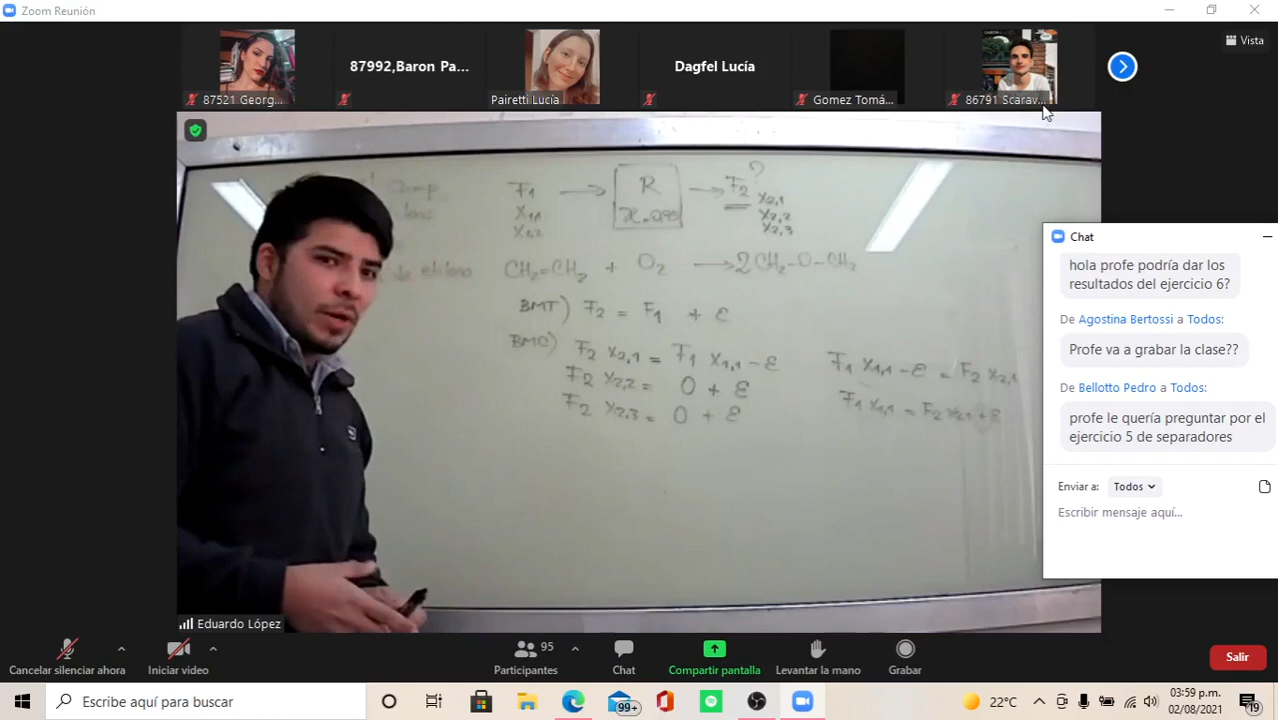 Zoom Reunión
Vista
87521 Georg...
87992,Baron Pa...
Pairetti Lucía
Dagfel Lucía
Gomez Tomá...
86791 Scarav...
?
F1 → R → F2
x1,1
x1,2
x2,1
x2,2
x2,3
de etileno
CH2=CH2 + O2 → 2CH2-O-CH2
BMT) F2 = F1 + ε
BMC) F2 x2,1 = F1 x1,1 - ε
F2 x2,2 = 0 + ε
F2 x2,3 = 0 + ε
F1 x1,1 - ε = F2 x2,1
F1 x1,1 = F2 x2,1 + ε
Eduardo López
Chat
hola profe podría dar los
resultados del ejercicio 6?
De Agostina Bertossi a Todos:
Profe va a grabar la clase??
De Bellotto Pedro a Todos:
profe le quería preguntar por el
ejercicio 5 de separadores
Enviar a: Todos
Escribir mensaje aquí...
Cancelar silenciar ahora
Iniciar video
95
Participantes
Chat
Compartir pantalla
Levantar la mano
Grabar
Salir
Escribe aquí para buscar
99+
22°C
03:59 p.m.
02/08/2021
19